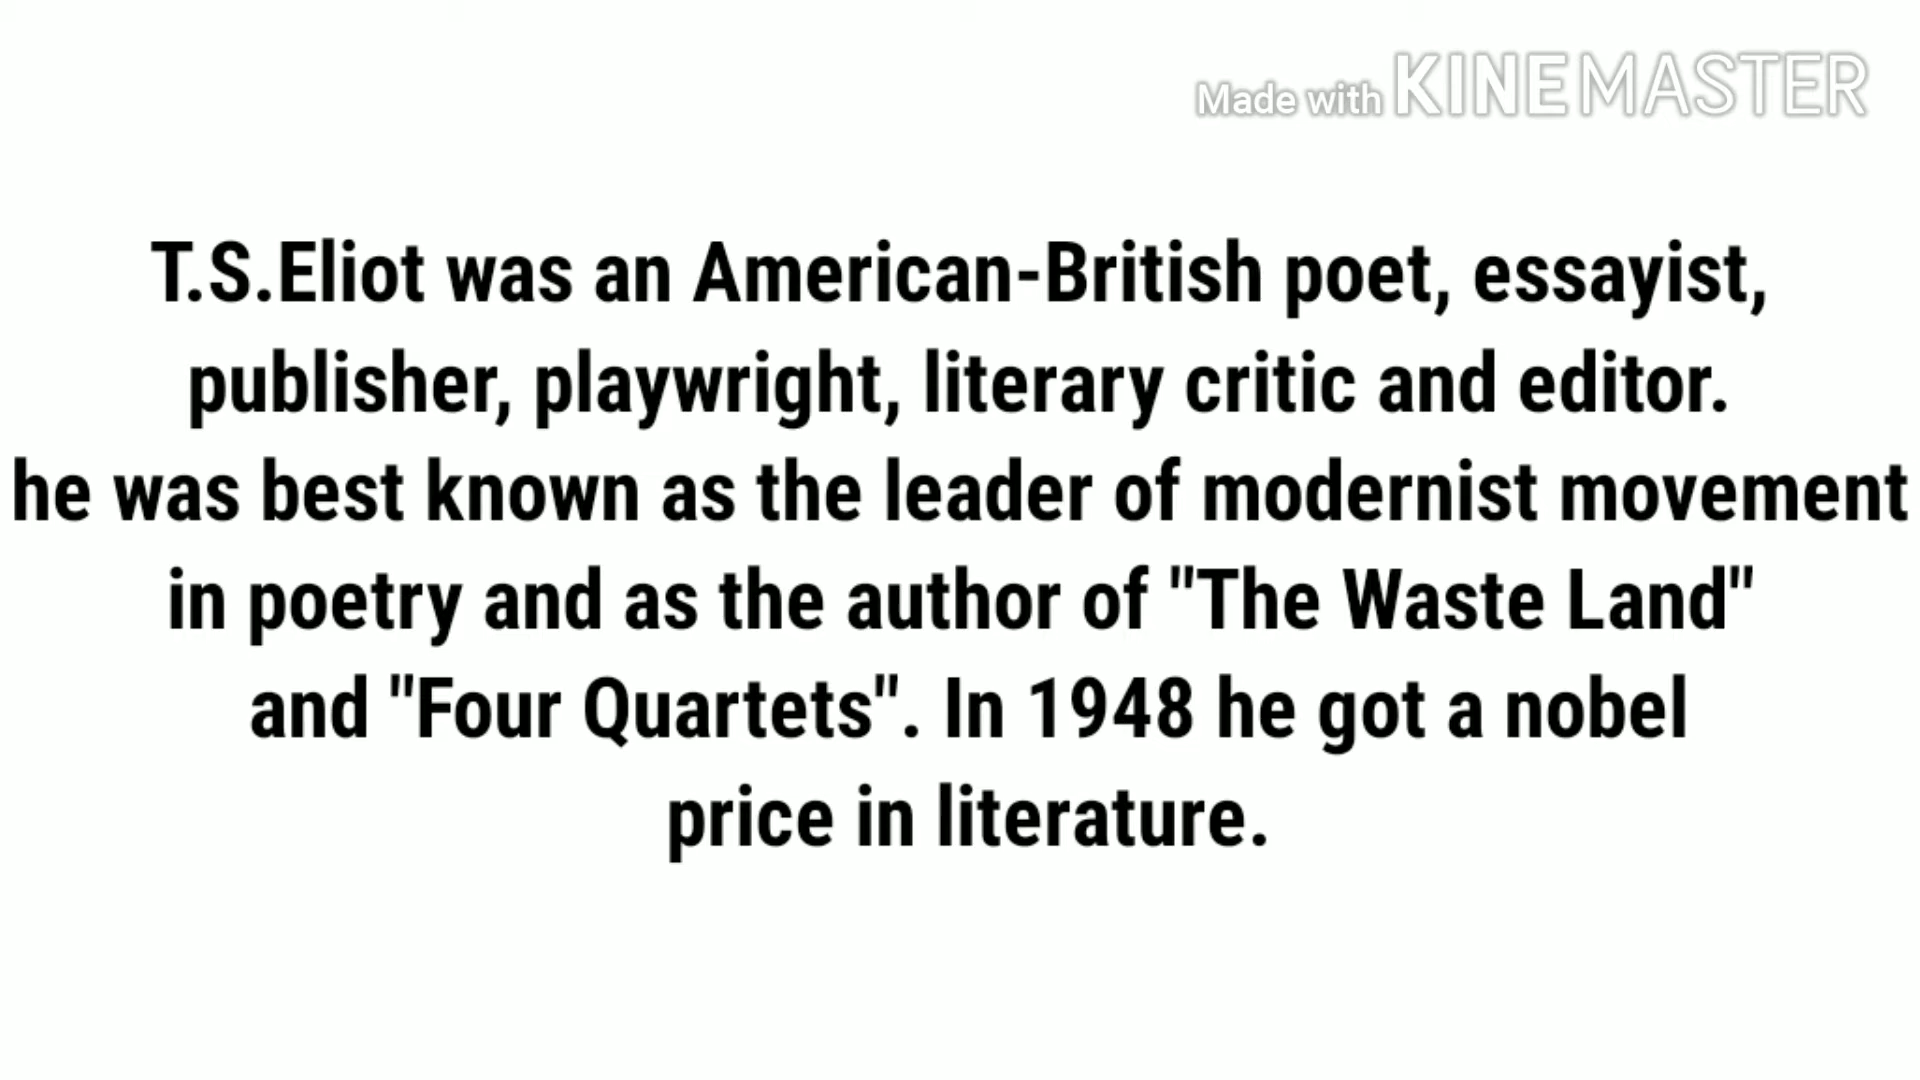 Made with KINEMASTER
T.S.Eliot was an American-British poet, essayist,
publisher, playwright, literary critic and editor.
he was best known as the leader of modernist movement
in poetry and as the author of "The Waste Land"
and "Four Quartets". In 1948 he got a nobel
price in literature.